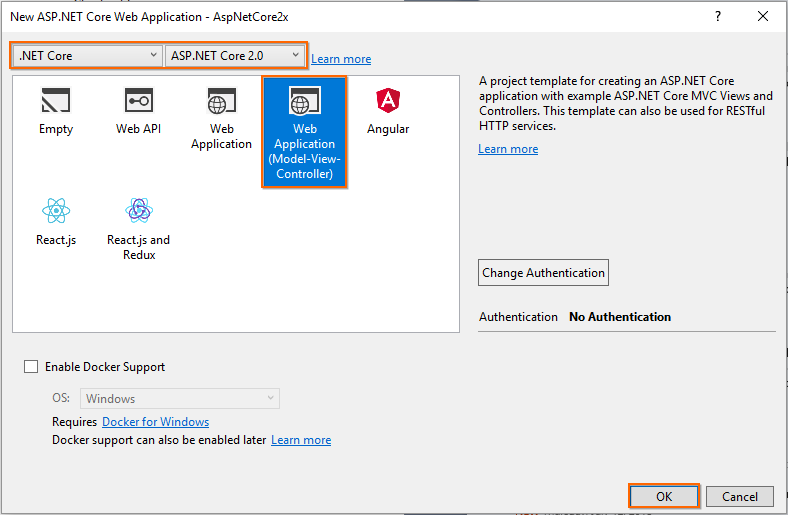 New ASP.NET Core Web Application - AspNetCore2x
? 
.NET Core
ASP.NET Core 2.0
Learn more
Empty
Web API
Web
Application
Web
Application
(Model-View-
Controller)
Angular
React.js
React.js and
Redux
A project template for creating an ASP.NET Core
application with example ASP.NET Core MVC Views and
Controllers. This template can also be used for RESTful
HTTP services.
Learn more
Change Authentication
Authentication No Authentication
Enable Docker Support
OS: Windows
Requires Docker for Windows
Docker support can also be enabled later Learn more
OK
Cancel